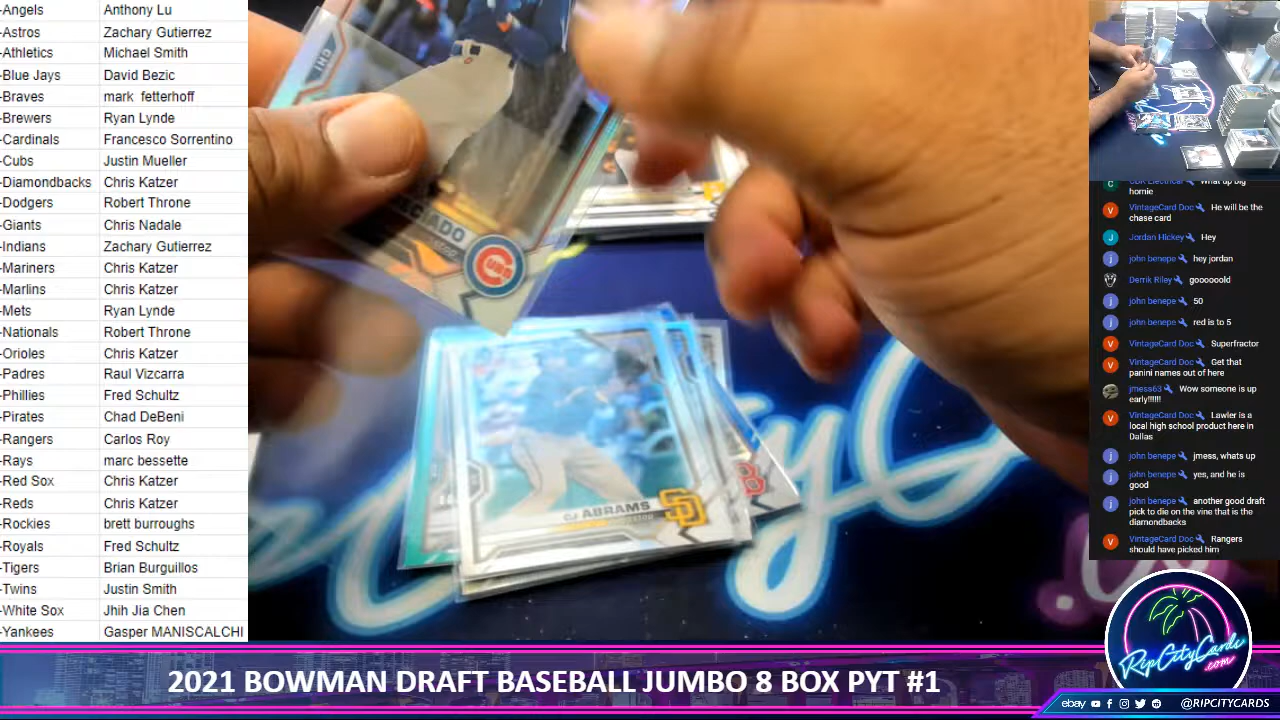 -Angels Anthony Lu
-Astros Zachary Gutierrez
-Athletics Michael Smith
-Blue Jays David Bezic
-Braves mark fetterhoff
-Brewers Ryan Lynde
-Cardinals Francesco Sorrentino
-Cubs Justin Mueller
-Diamondbacks Chris Katzer
-Dodgers Robert Throne
-Giants Chris Nadale
-Indians Zachary Gutierrez
-Mariners Chris Katzer
-Marlins Chris Katzer
-Mets Ryan Lynde
-Nationals Robert Throne
-Orioles Chris Katzer
-Padres Raul Vizcarra
-Phillies Fred Schultz
-Pirates Chad DeBeni
-Rangers Carlos Roy
-Rays marc bessette
-Red Sox Chris Katzer
-Reds Chris Katzer
-Rockies brett burroughs
-Royals Fred Schultz
-Tigers Brian Burguillos
-Twins Justin Smith
-White Sox Jhih Jia Chen
-Yankees Gasper MANISCALCHI
CHI
CUBS
CJ ABRAMS
SD
B
What up big
homie
VintageCard Doc He will be the
chase card
Jordan Hickey Hey
john benepe hey jordan
Derrik Riley gooooold
john benepe 50
john benepe red is to 5
VintageCard Doc Superfractor
VintageCard Doc Get that
panini names out of here
jmess63 Wow someone is up
early!!!!!!
VintageCard Doc Lawler is a
local high school product here in
Dallas
john benepe jmess, whats up
john benepe yes, and he is
good
john benepe another good draft
pick to die on the vine that is the
diamondbacks
VintageCard Doc Rangers
should have picked him
RipCityCards
.com
2021 BOWMAN DRAFT BASEBALL JUMBO 8 BOX PYT #1
ebay @RIPCITYCARDS